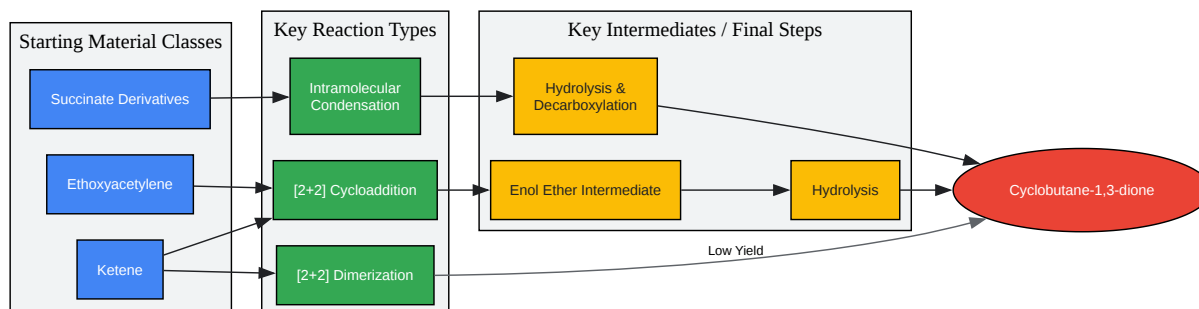 Starting Material Classes
Succinate Derivatives
Ethoxyacetylene
Ketene
Key Reaction Types
Intramolecular
Condensation
[2+2] Cycloaddition
[2+2] Dimerization
Key Intermediates / Final Steps
Hydrolysis &
Decarboxylation
Enol Ether Intermediate
Hydrolysis
Low Yield
Cyclobutane-1,3-dione